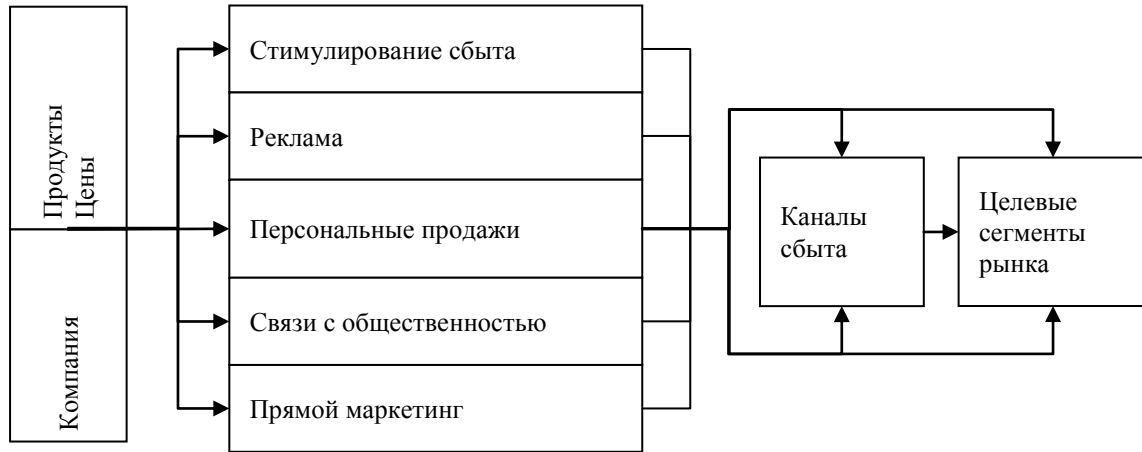 Продукты
Цены
Компания
Стимулирование сбыта
Реклама
Персональные продажи
Связи с общественностью
Прямой маркетинг
Каналы
сбыта
Целевые
сегменты
рынка